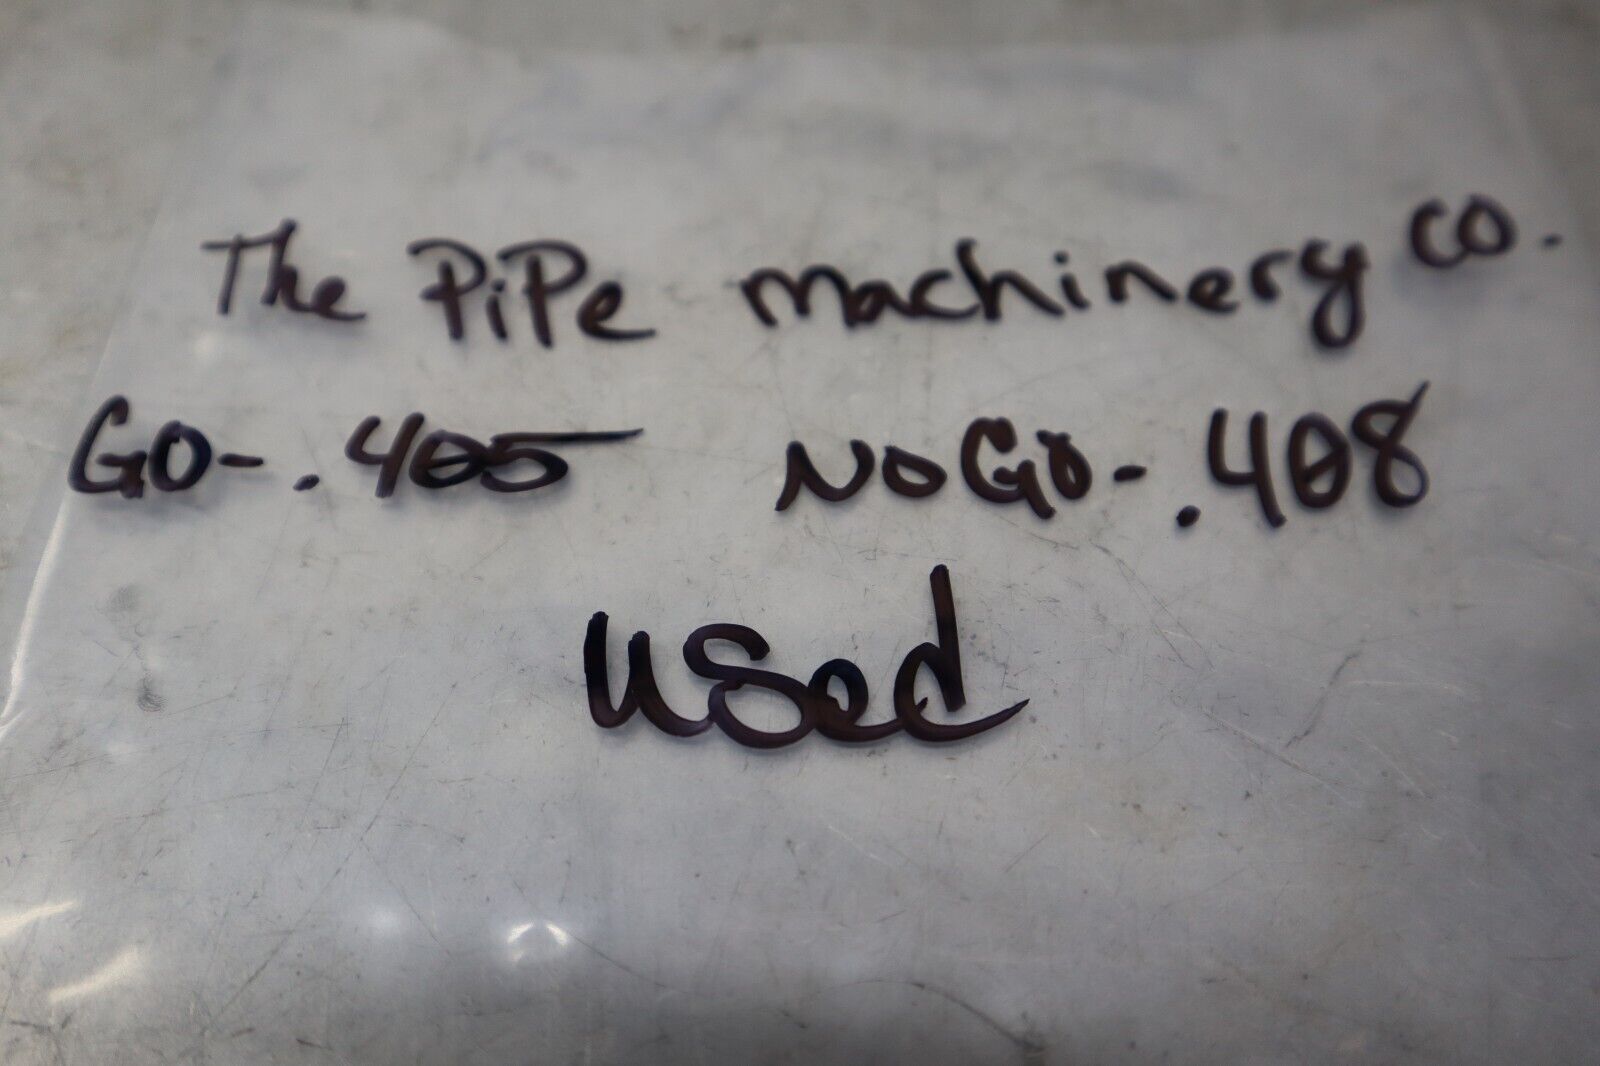 The PiPe machinery co.
GO- .405 NOGO- .408
used